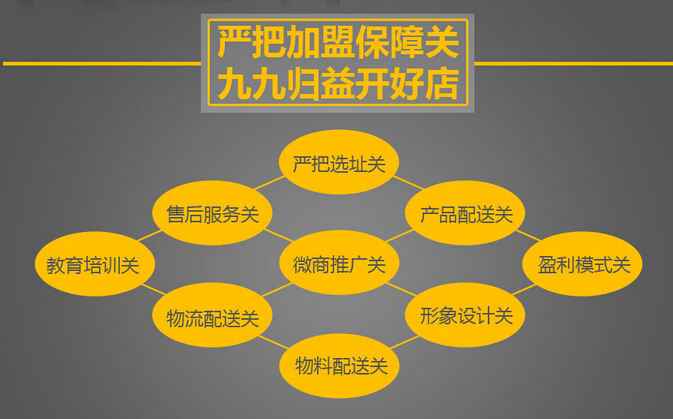 严把加盟保障关
九九归益开好店
严把选址关
售后服务关
产品配送关
教育培训关
微商推广关
盈利模式关
物流配送关
形象设计关
物料配送关